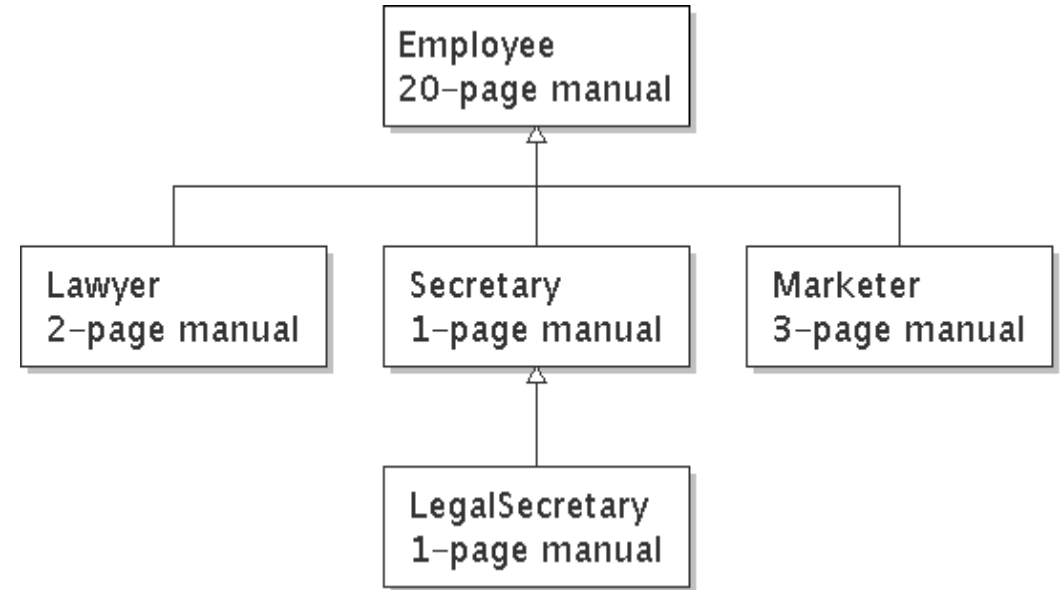 Employee
20-page manual
Lawyer
2-page manual
Secretary
1-page manual
Marketer
3-page manual
LegalSecretary
1-page manual